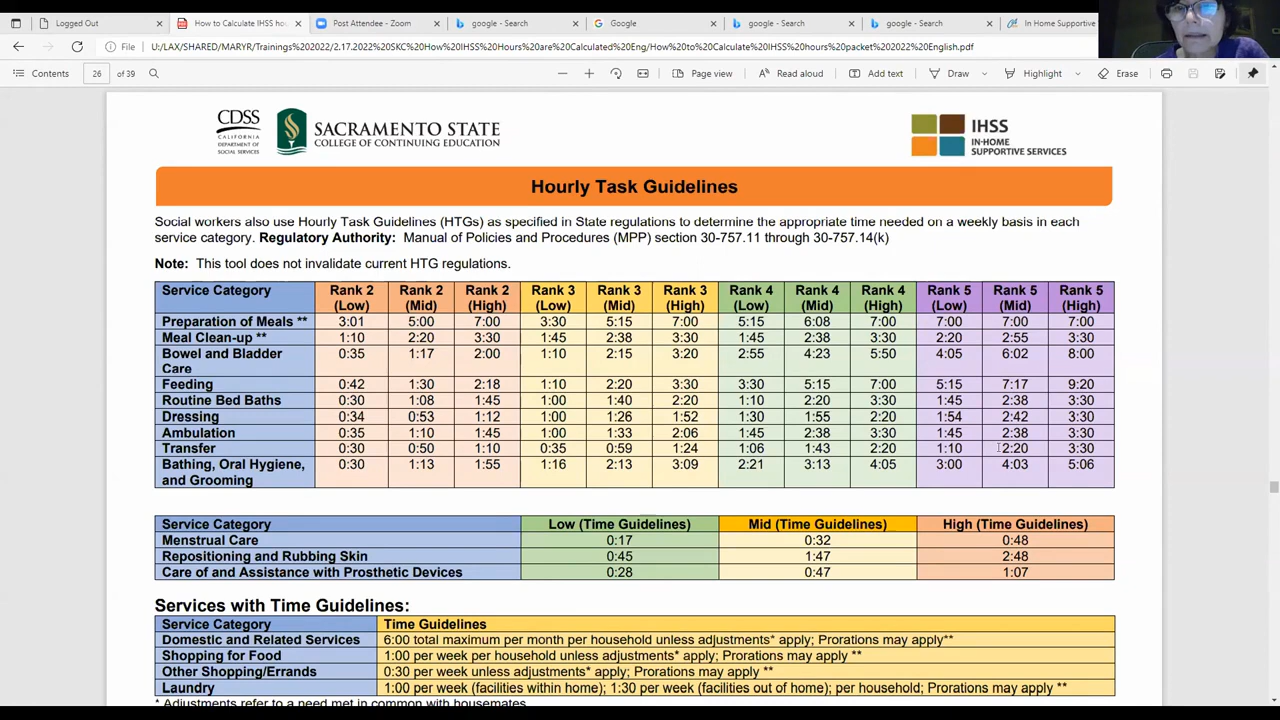 Logged Out
How to Calculate IHSS hou
Post Attendee - Zoom
google - Search
Google
google - Search
google - Search
In Home Supportive
File U:/LAX/SHARED/MARYR/Trainings%202022/2.17.2022%20SKC%20How%20IHSS%20Hours%20are%20Calculated%20Eng/How%20to%20Calculate%20IHSS%20hours%20packet%202022%20English.pdf
Contents 26 of 39 Page view Read aloud Add text Draw Highlight Erase
CDSS
CALIFORNIA
DEPARTMENT OF
SOCIAL SERVICES
SACRAMENTO STATE
COLLEGE OF CONTINUING EDUCATION
IHSS
IN-HOME
SUPPORTIVE SERVICES
Hourly Task Guidelines
Social workers also use Hourly Task Guidelines (HTGs) as specified in State regulations to determine the appropriate time needed on a weekly basis in each
service category. Regulatory Authority: Manual of Policies and Procedures (MPP) section 30-757.11 through 30-757.14(k)
Note: This tool does not invalidate current HTG regulations.
Service Category Rank 2 (Low) Rank 2 (Mid) Rank 2 (High) Rank 3 (Low) Rank 3 (Mid) Rank 3 (High) Rank 4 (Low) Rank 4 (Mid) Rank 4 (High) Rank 5 (Low) Rank 5 (Mid) Rank 5 (High)
Preparation of Meals ** 3:01 5:00 7:00 3:30 5:15 7:00 5:15 6:08 7:00 7:00 7:00 7:00
Meal Clean-up ** 1:10 2:20 3:30 1:45 2:38 3:30 1:45 2:38 3:30 2:20 2:55 3:30
Bowel and Bladder Care 0:35 1:17 2:00 1:10 2:15 3:20 2:55 4:23 5:50 4:05 6:02 8:00
Feeding 0:42 1:30 2:18 1:10 2:20 3:30 3:30 5:15 7:00 5:15 7:17 9:20
Routine Bed Baths 0:30 1:08 1:45 1:00 1:40 2:20 1:10 2:20 3:30 1:45 2:38 3:30
Dressing 0:34 0:53 1:12 1:00 1:26 1:52 1:30 1:55 2:20 1:54 2:42 3:30
Ambulation 0:35 1:10 1:45 1:00 1:33 2:06 1:45 2:38 3:30 1:45 2:38 3:30
Transfer 0:30 0:50 1:10 0:35 0:59 1:24 1:06 1:43 2:20 1:10 2:20 3:30
Bathing, Oral Hygiene, and Grooming 0:30 1:13 1:55 1:16 2:13 3:09 2:21 3:13 4:05 3:00 4:03 5:06
Service Category Low (Time Guidelines) Mid (Time Guidelines) High (Time Guidelines)
Menstrual Care 0:17 0:32 0:48
Repositioning and Rubbing Skin 0:45 1:47 2:48
Care of and Assistance with Prosthetic Devices 0:28 0:47 1:07
Services with Time Guidelines:
Service Category Time Guidelines
Domestic and Related Services 6:00 total maximum per month per household unless adjustments* apply; Prorations may apply**
Shopping for Food 1:00 per week per household unless adjustments* apply; Prorations may apply **
Other Shopping/Errands 0:30 per week unless adjustments* apply; Prorations may apply **
Laundry 1:00 per week (facilities within home); 1:30 per week (facilities out of home); per household; Prorations may apply **
* Adjustments refer to a need met in common with housemates